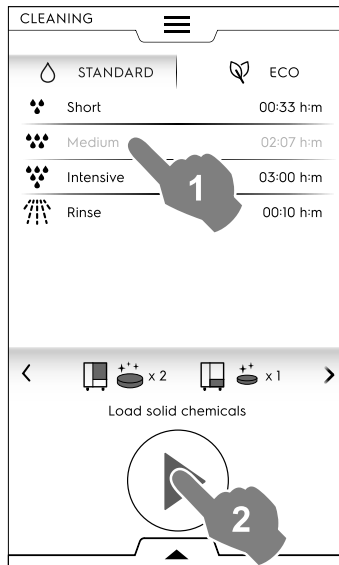 CLEANING
STANDARD ECO
Short 00:33 h:m
Medium 02:07 h:m
Intensive 03:00 h:m
Rinse 00:10 h:m
1
x 2 x 1
Load solid chemicals
2